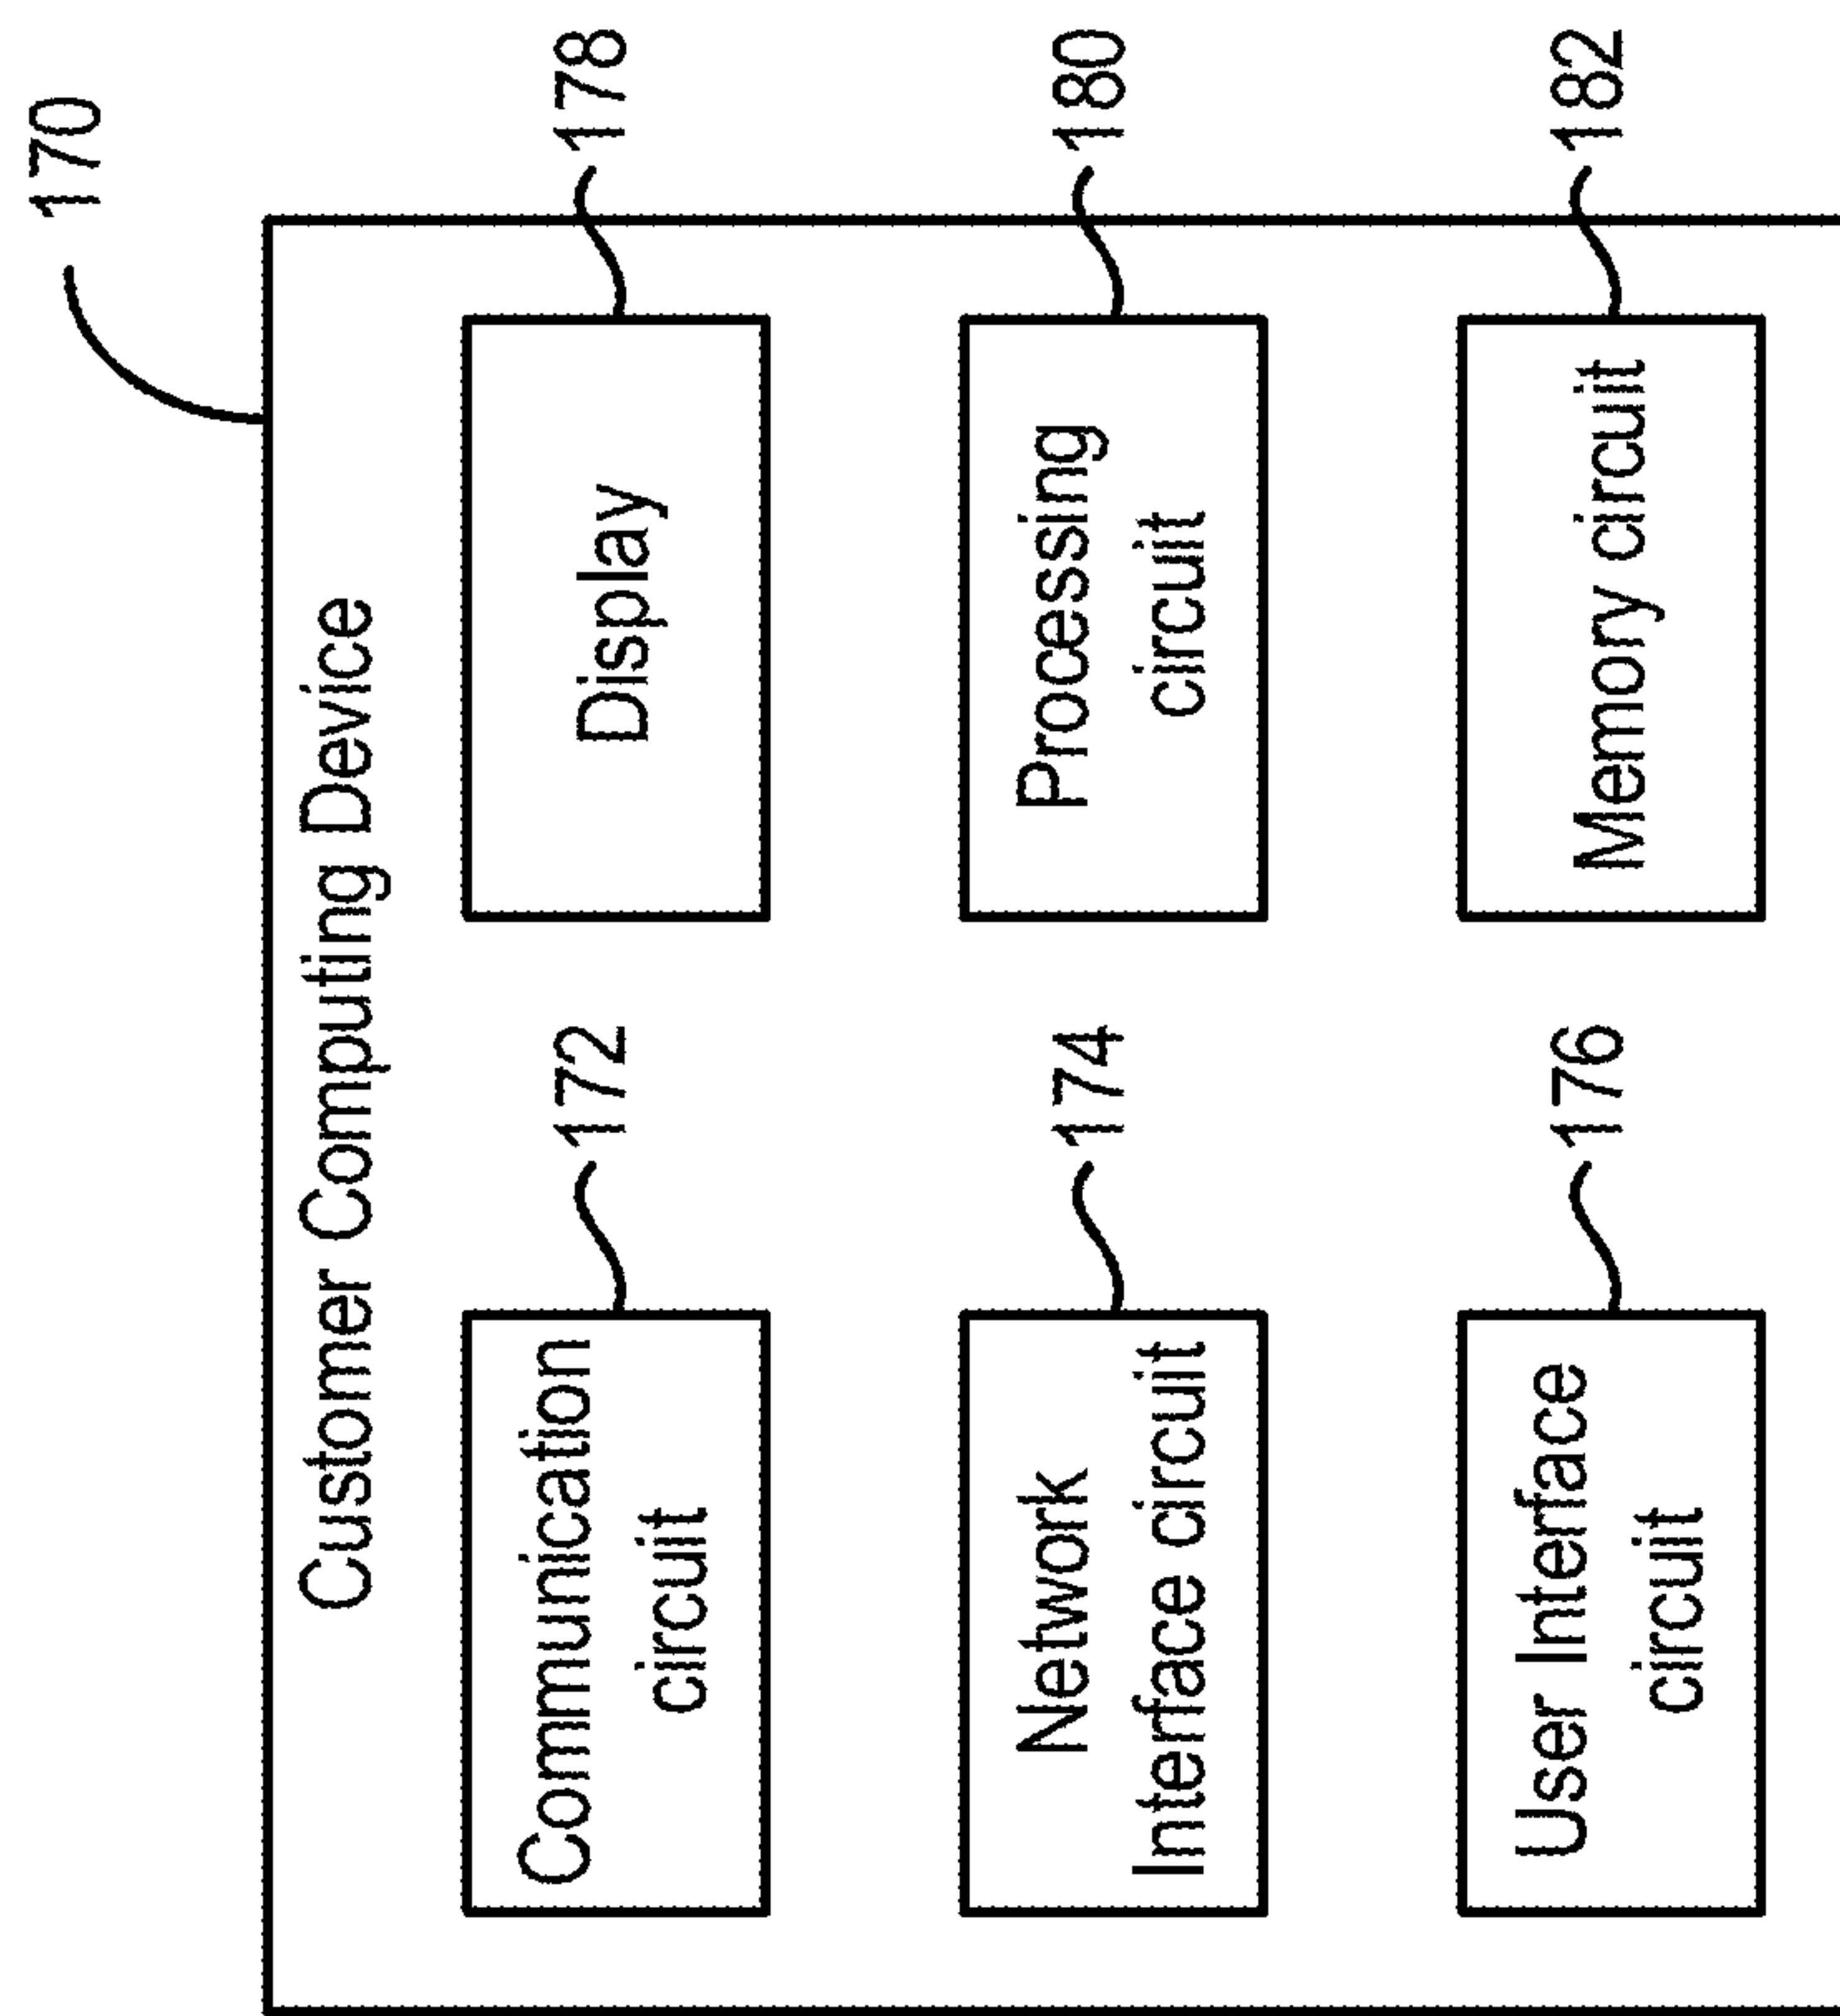 170
Customer Computing Device
Communication
circuit
172
Display
178
Network
Interface circuit
174
Processing
circuit
180
User Interface
circuit
176
Memory circuit
182